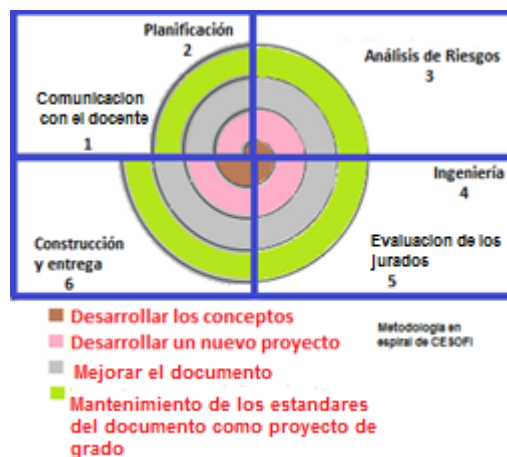 Planificación
2
Análisis de Riesgos
3
Comunicacion
con el docente
1
Ingeniería
4
Construcción
y entrega
6
Evaluacion de los
jurados
5
Desarrollar los conceptos
Desarrollar un nuevo proyecto
Mejorar el documento
Mantenimiento de los estandares
del documento como proyecto de
grado
Metodologia en
espiral de CESOFI